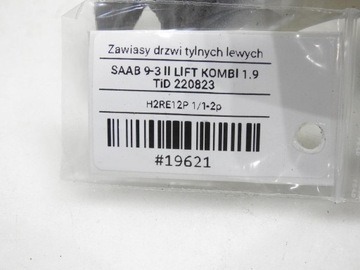 Zawiasy drzwi tylnych lewych
SAAB 9-3 II LIFT KOMBI 1.9
TiD 220823
H2RE12P 1/1-2p
#19621